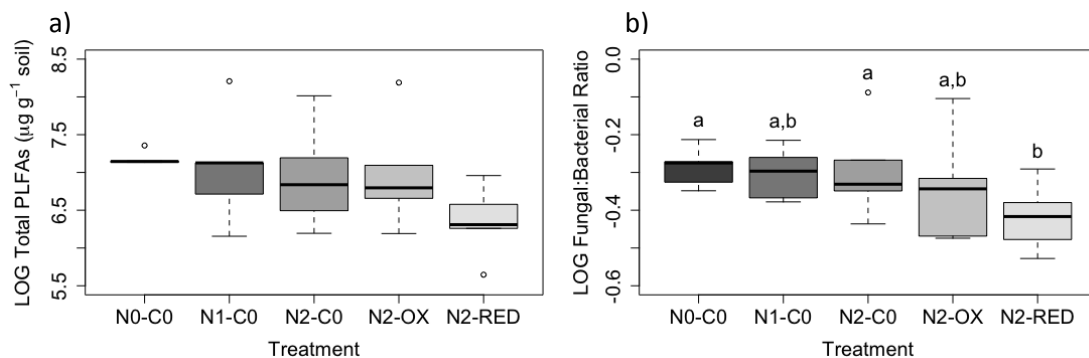 a)
LOG Total PLFAs (μg g⁻¹ soil)
8.5
7.5
6.5
5.5
N0-C0 N1-C0 N2-C0 N2-OX N2-RED
Treatment
b)
LOG Fungal:Bacterial Ratio
0.0
-0.2
-0.4
-0.6
a a,b a a,b b
N0-C0 N1-C0 N2-C0 N2-OX N2-RED
Treatment